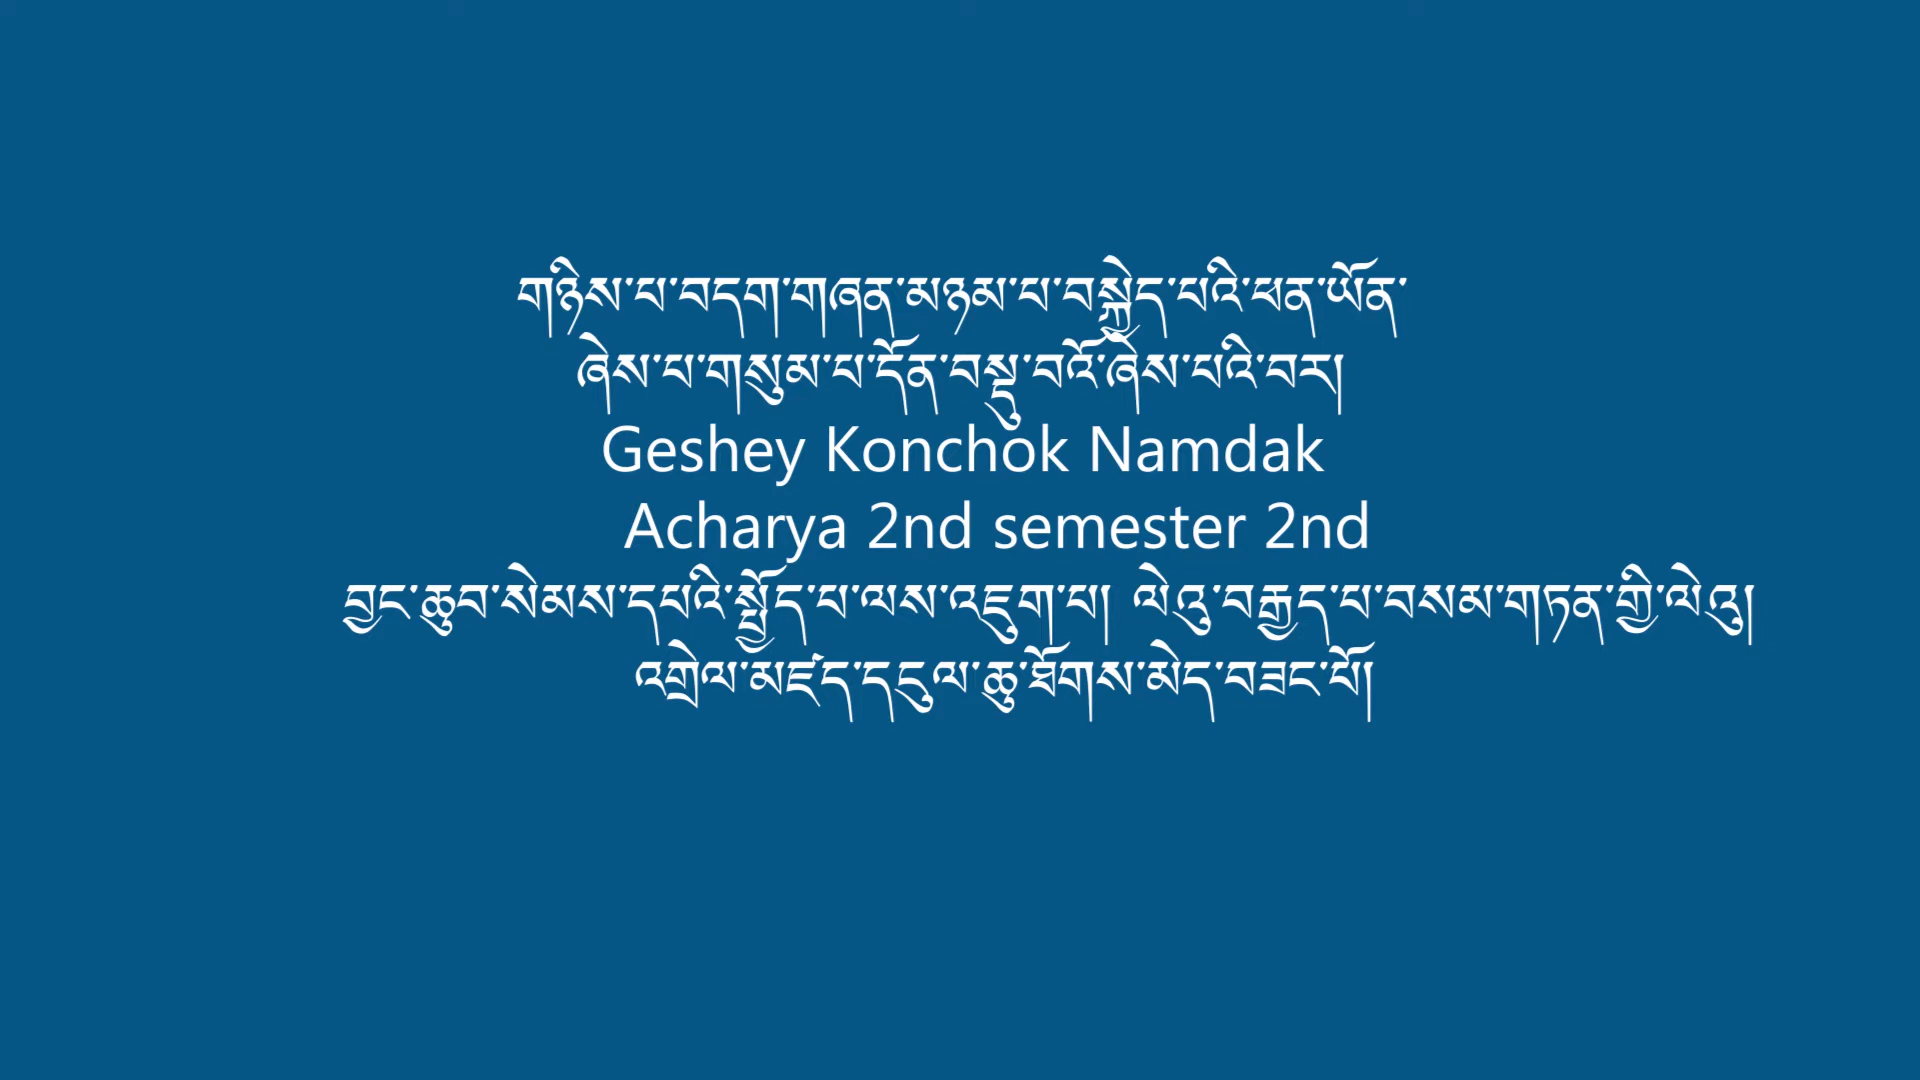 གཉིས་པ་བདག་གཞན་མཉམ་པ་བསྐྱེད་པའི་ཕན་ཡོན་
ཞེས་པ་གསུམ་པ་དོན་བསྡུ་བའོ་ཞེས་པའི་བར།
Geshey Konchok Namdak
Acharya 2nd semester 2nd
བྱང་ཆུབ་སེམས་དཔའི་སྤྱོད་པ་ལས་འཇུག་པ། ལེའུ་བརྒྱད་པ་བསམ་གཏན་གྱི་ལེའུ།
འགྲེལ་མཛད་དངུལ་ཆུ་ཐོགས་མེད་བཟང་པོ།